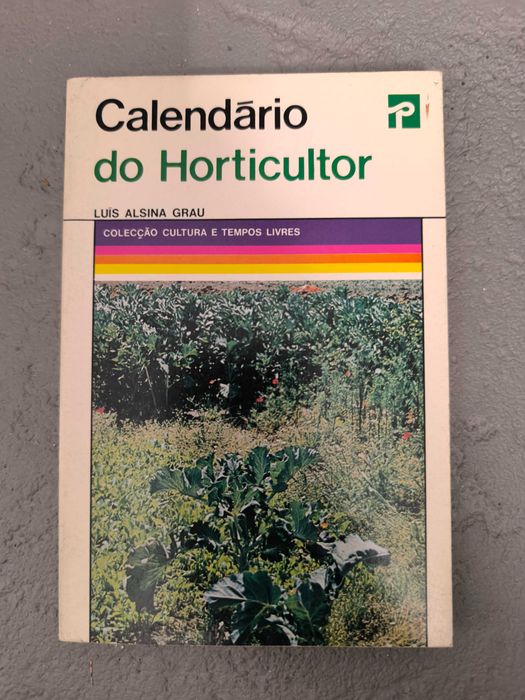 Calendário
do Horticultor
LUÍS ALSINA GRAU
COLECÇÃO CULTURA E TEMPOS LIVRES